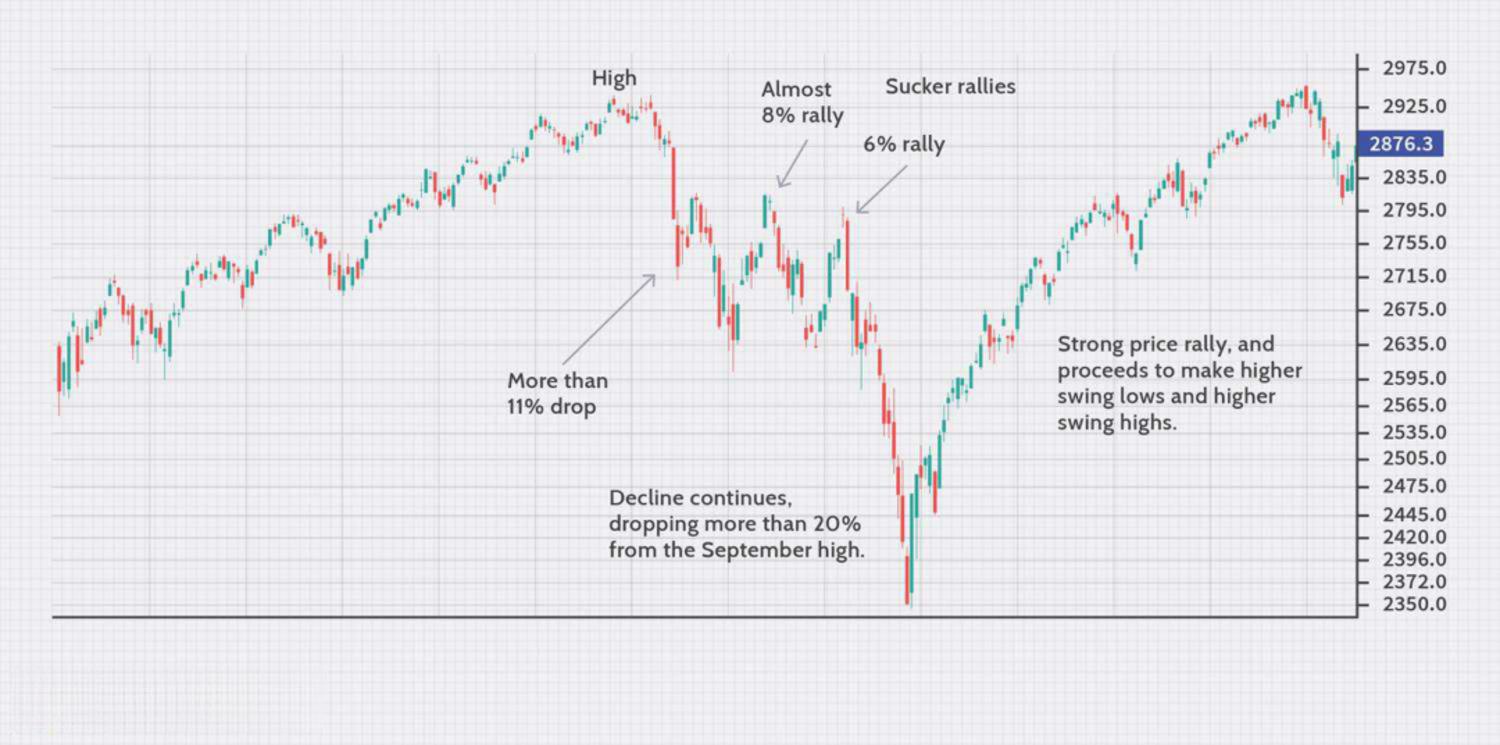 High
Almost
8% rally
Sucker rallies
6% rally
More than
11% drop
Decline continues,
dropping more than 20%
from the September high.
Strong price rally, and
proceeds to make higher
swing lows and higher
swing highs.
2975.0
2925.0
2876.3
2835.0
2795.0
2755.0
2715.0
2675.0
2635.0
2595.0
2565.0
2535.0
2505.0
2475.0
2445.0
2420.0
2396.0
2372.0
2350.0